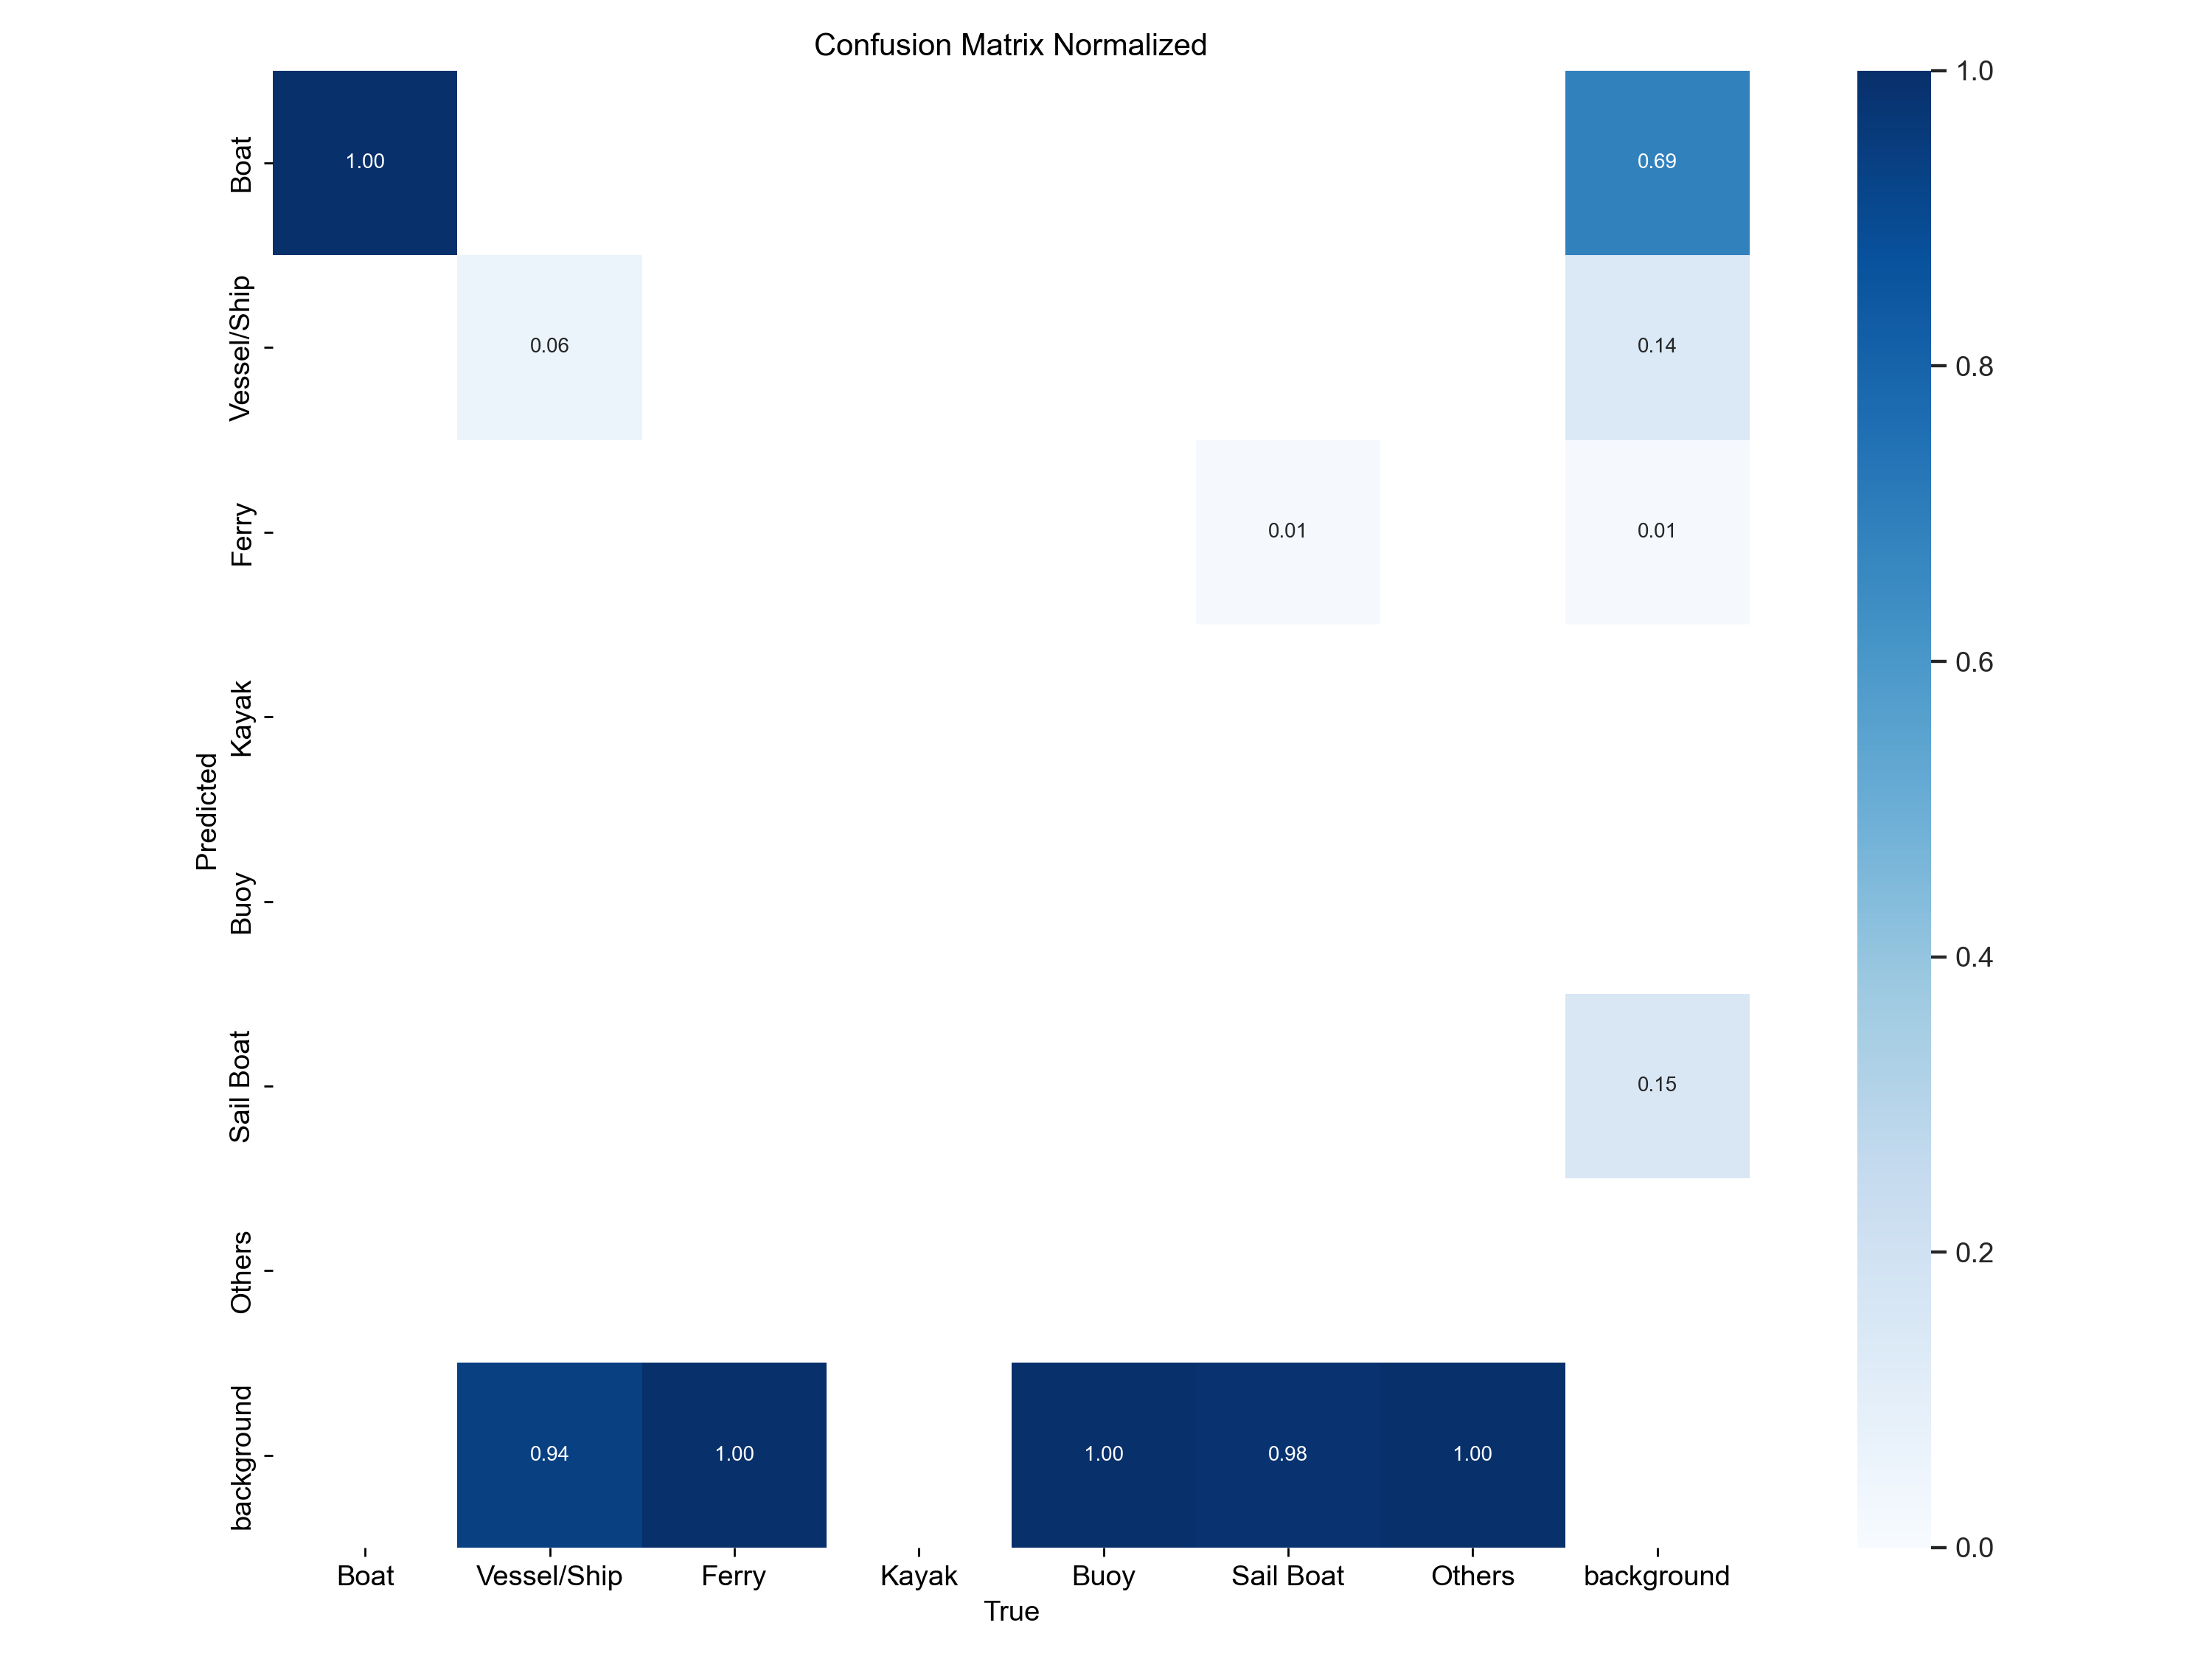 Confusion Matrix Normalized
Boat
Vessel/Ship
Ferry
Kayak
Buoy
Sail Boat
Others
background
Predicted
1.00
0.69
0.06
0.14
0.01
0.01
0.15
0.94
1.00
1.00
0.98
1.00
Boat
Vessel/Ship
Ferry
Kayak
Buoy
Sail Boat
Others
background
True
1.0
0.8
0.6
0.4
0.2
0.0